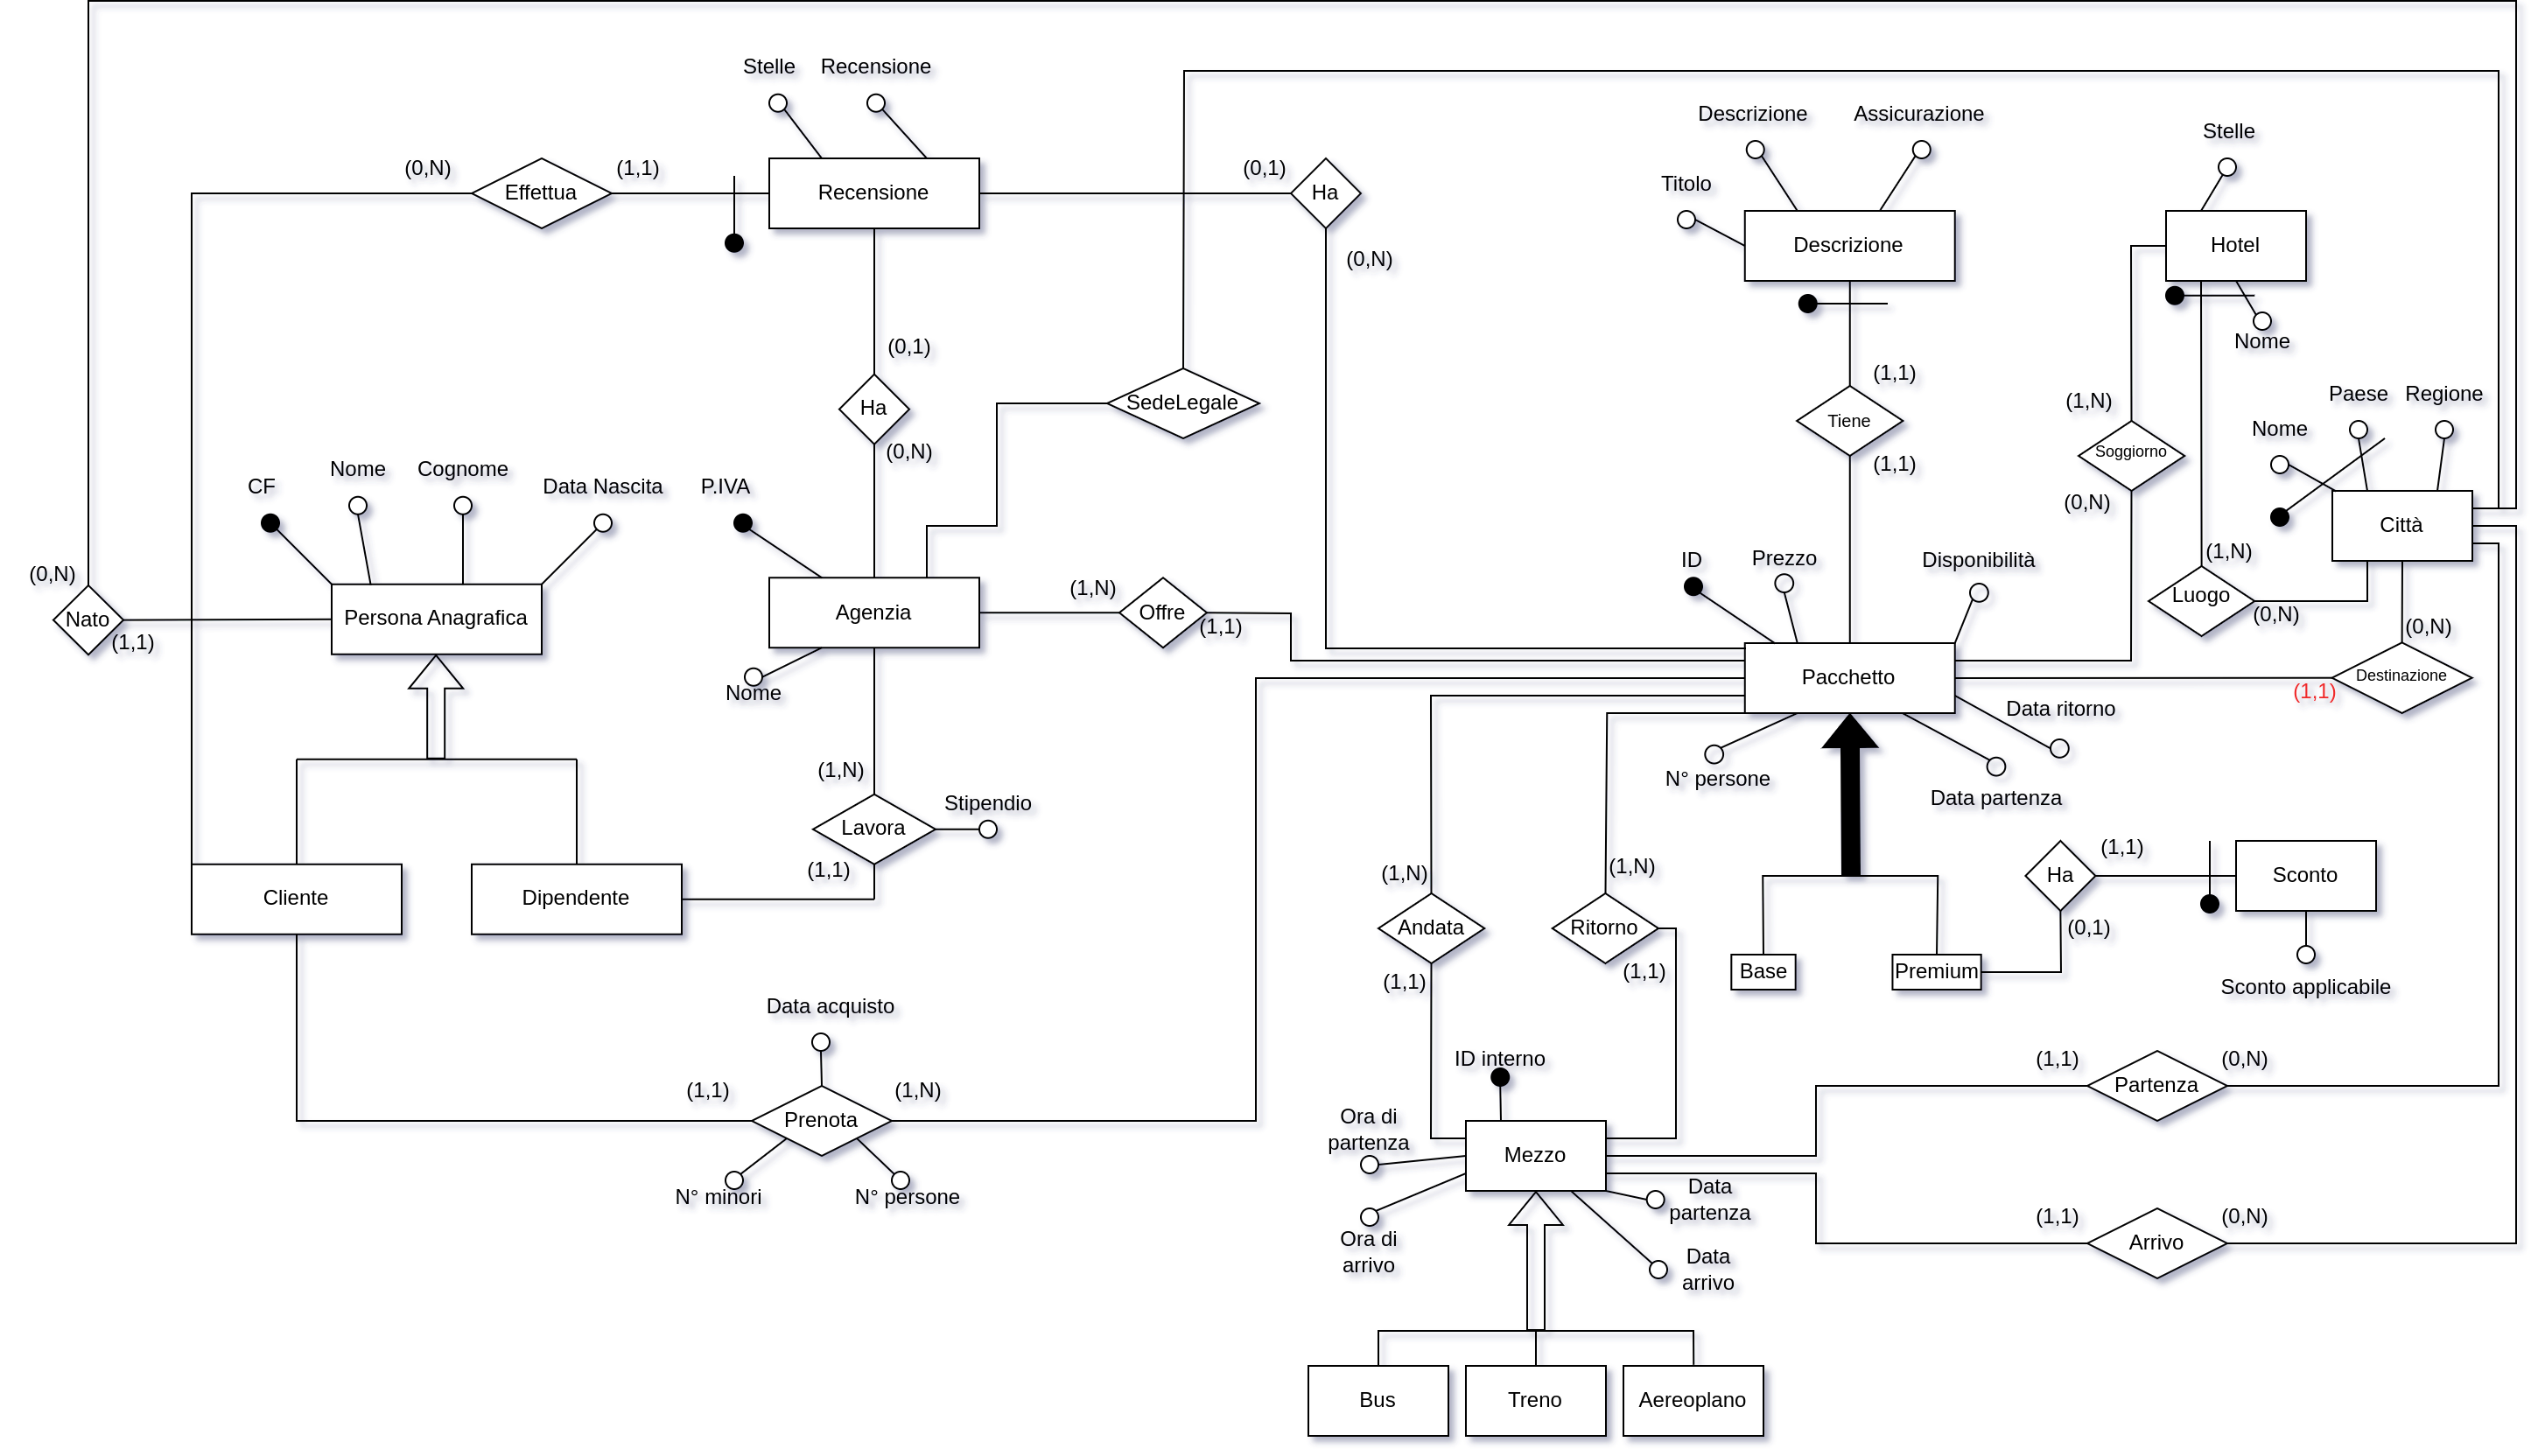 Stelle
Recensione
Descrizione
Assicurazione
Stelle
(0,N)
Effettua
(1,1)
Recensione
(0,1)
Ha
Titolo
(0,N)
Descrizione
Hotel
(0,1)
Ha
(0,N)
SedeLegale
(1,1)
Tiene
(1,1)
Nome
(1,N)
Soggiorno
(0,N)
Paese
Regione
Nome
Città
CF
Nome
Cognome
Data Nascita
P.IVA
(0,N)
Nato
(1,1)
Persona Anagrafica
Agenzia
(1,N)
Offre
(1,1)
Nome
ID
Prezzo
Disponibilità
(1,N)
Luogo
(0,N)
(0,N)
Pacchetto
Destinazione
(1,1)
Data ritorno
N° persone
Data partenza
(1,N)
Stipendio
Lavora
(1,1)
Cliente
Dipendente
(1,N)
Andata
(1,1)
(1,N)
Ritorno
(1,1)
(1,1)
Ha
(0,1)
Sconto
Base
Premium
Sconto applicabile
Data acquisto
(1,1)
Prenota
(1,N)
N° minori
N° persone
ID interno
Ora di
partenza
Mezzo
Ora di
arrivo
Data
partenza
Data
arrivo
(1,1)
Partenza
(0,N)
(1,1)
Arrivo
(0,N)
Bus
Treno
Aereoplano